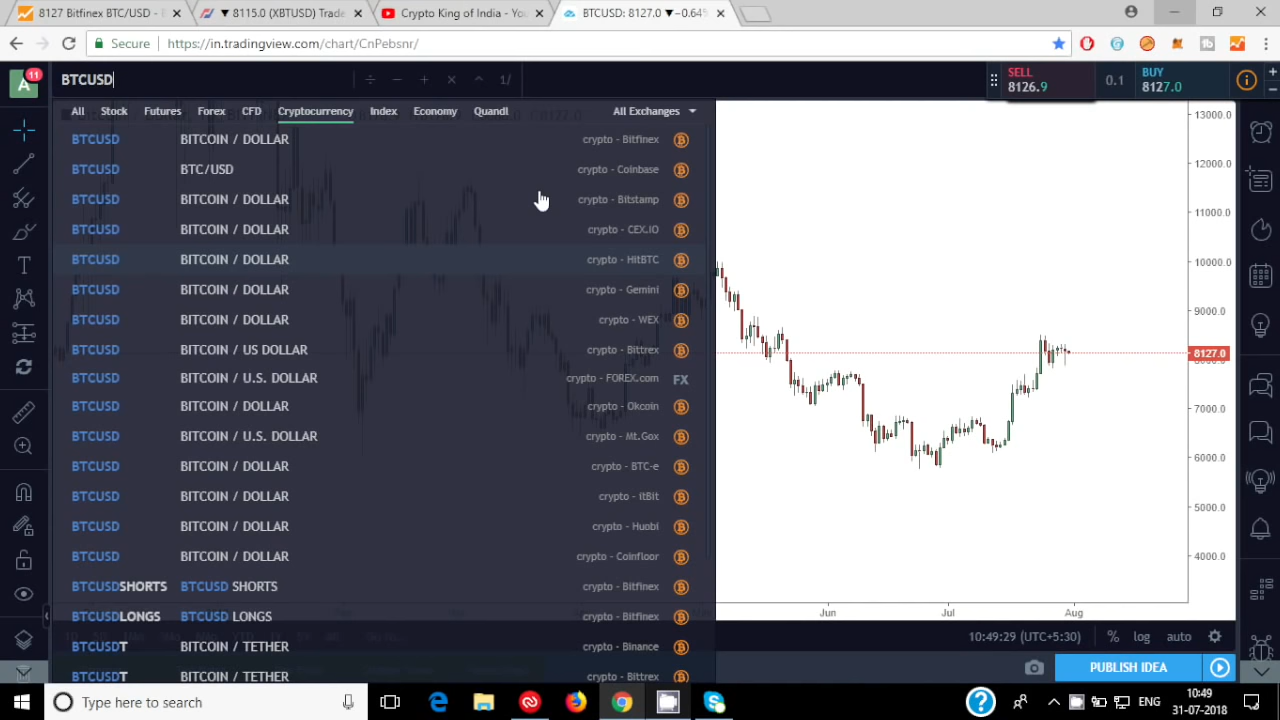 8127 Bitfinex BTC/USD - B
▼ 8115.0 (XBTUSD) Trade
Crypto King of India - You
BTCUSD: 8127.0 ▼-0.64%
Secure
https://in.tradingview.com/chart/CnPebsnr/
BTCUSD
1/
SELL
8126.9
0.1
BUY
8127.0
11
A
All Stock Futures Forex CFD Cryptocurrency Index Economy Quandl All Exchanges
BTCUSD BITCOIN / DOLLAR crypto - Bitfinex
BTCUSD BTC/USD crypto - Coinbase
BTCUSD BITCOIN / DOLLAR crypto - Bitstamp
BTCUSD BITCOIN / DOLLAR crypto - CEX.IO
BTCUSD BITCOIN / DOLLAR crypto - HitBTC
BTCUSD BITCOIN / DOLLAR crypto - Gemini
BTCUSD BITCOIN / DOLLAR crypto - WEX
BTCUSD BITCOIN / US DOLLAR crypto - Bittrex
BTCUSD BITCOIN / U.S. DOLLAR crypto - FOREX.com FX
BTCUSD BITCOIN / DOLLAR crypto - Okcoin
BTCUSD BITCOIN / U.S. DOLLAR crypto - Mt.Gox
BTCUSD BITCOIN / DOLLAR crypto - BTC-e
BTCUSD BITCOIN / DOLLAR crypto - itBit
BTCUSD BITCOIN / DOLLAR crypto - Huobi
BTCUSD BITCOIN / DOLLAR crypto - Coinfloor
BTCUSDSHORTS BTCUSD SHORTS crypto - Bitfinex
BTCUSDLONGS BTCUSD LONGS crypto - Bitfinex
BTCUSDT BITCOIN / TETHER crypto - Binance
BTCUSDT BITCOIN / TETHER crypto - Bittrex
13000.0
12000.0
11000.0
10000.0
9000.0
8127.0
7000.0
6000.0
5000.0
4000.0
Jun Jul Aug
10:49:29 (UTC+5:30) % log auto
PUBLISH IDEA
Type here to search
ENG
10:49
31-07-2018